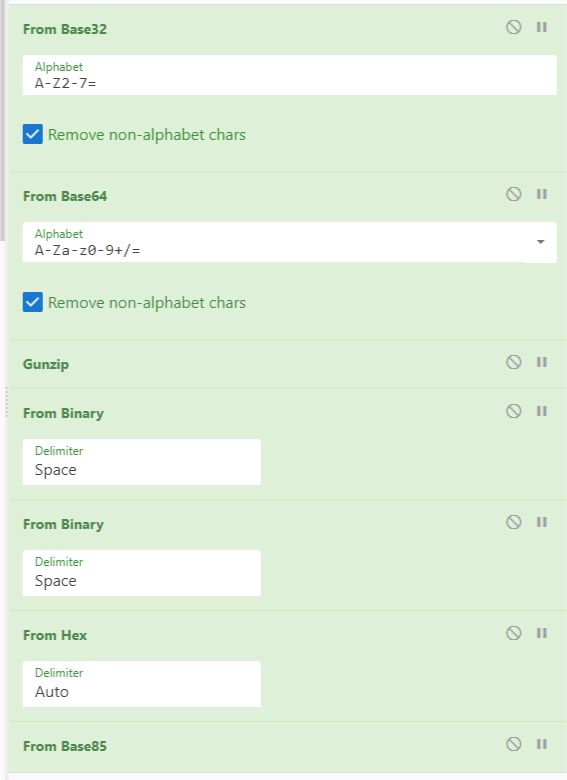 From Base32
Alphabet
A-Z2-7=
Remove non-alphabet chars
From Base64
Alphabet
A-Za-z0-9+/=
Remove non-alphabet chars
Gunzip
From Binary
Delimiter
Space
From Binary
Delimiter
Space
From Hex
Delimiter
Auto
From Base85